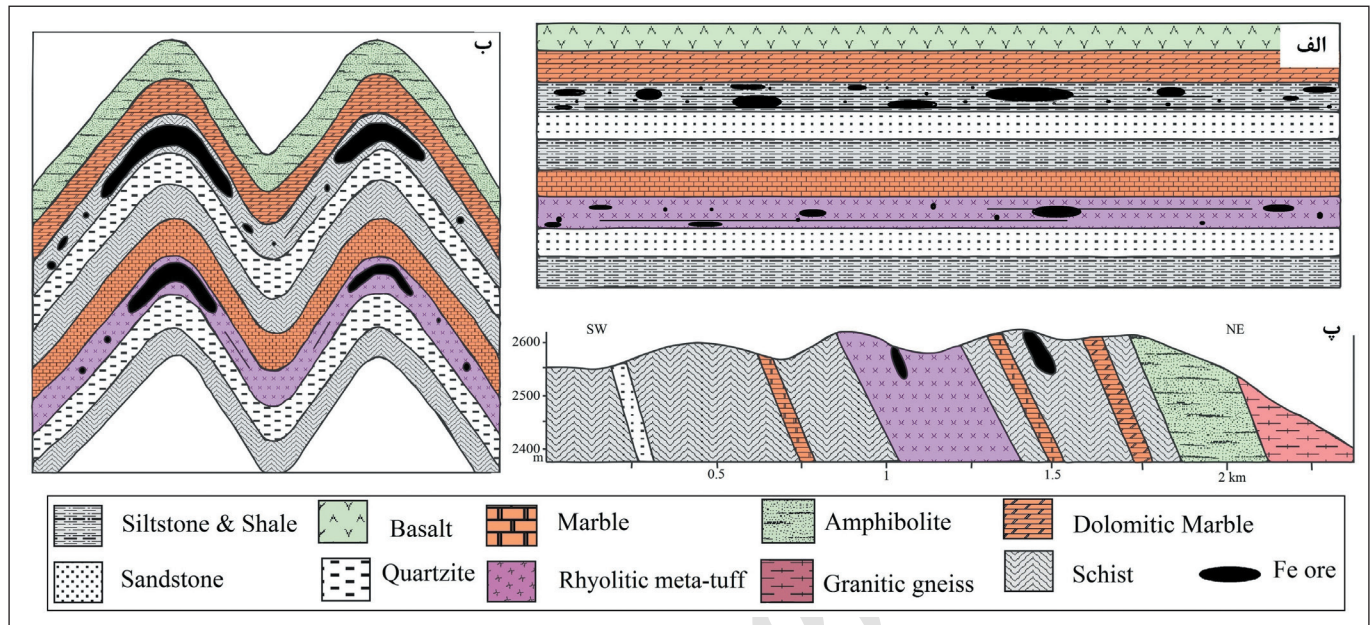 ب
الف
پ
SW
NE
2600
2500
2400
m
0.5
1
1.5
2 km
Siltstone & Shale
Basalt
Marble
Amphibolite
Dolomitic Marble
Sandstone
Quartzite
Rhyolitic meta-tuff
Granitic gneiss
Schist
Fe ore